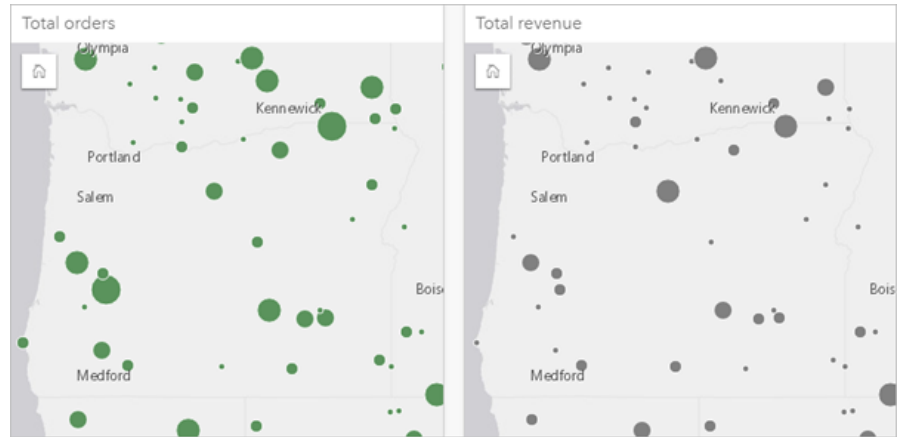 Total orders
Olympia
Kennewick
Portland
Salem
Bois
Medford
Total revenue
Olympia
Kennewick
Portland
Salem
Bois
Medford